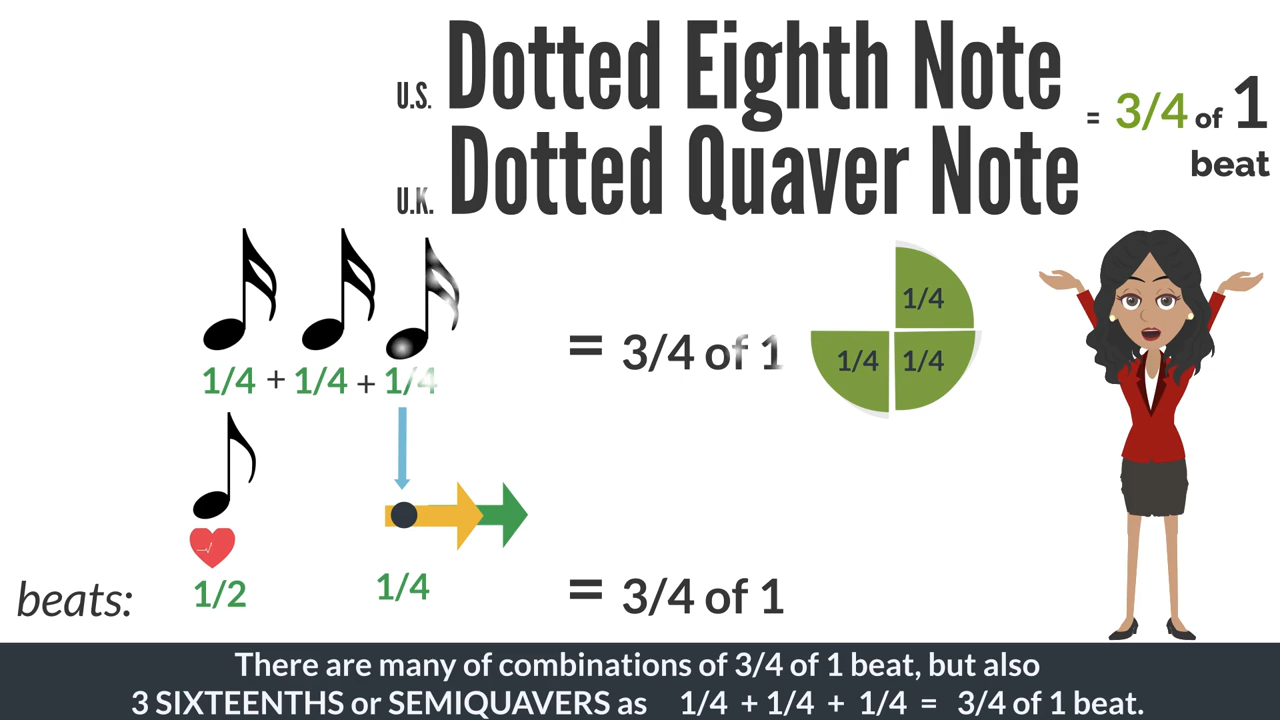 U.S. Dotted Eighth Note
= 3/4 of 1
beat
U.K. Dotted Quaver Note
1/4
= 3/4 of 1
1/4 1/4
1/4 + 1/4 + 1/4
beats: 1/2 1/4 = 3/4 of 1
There are many of combinations of 3/4 of 1 beat, but also
3 SIXTEENTHS or SEMIQUAVERS as 1/4 + 1/4 + 1/4 = 3/4 of 1 beat.